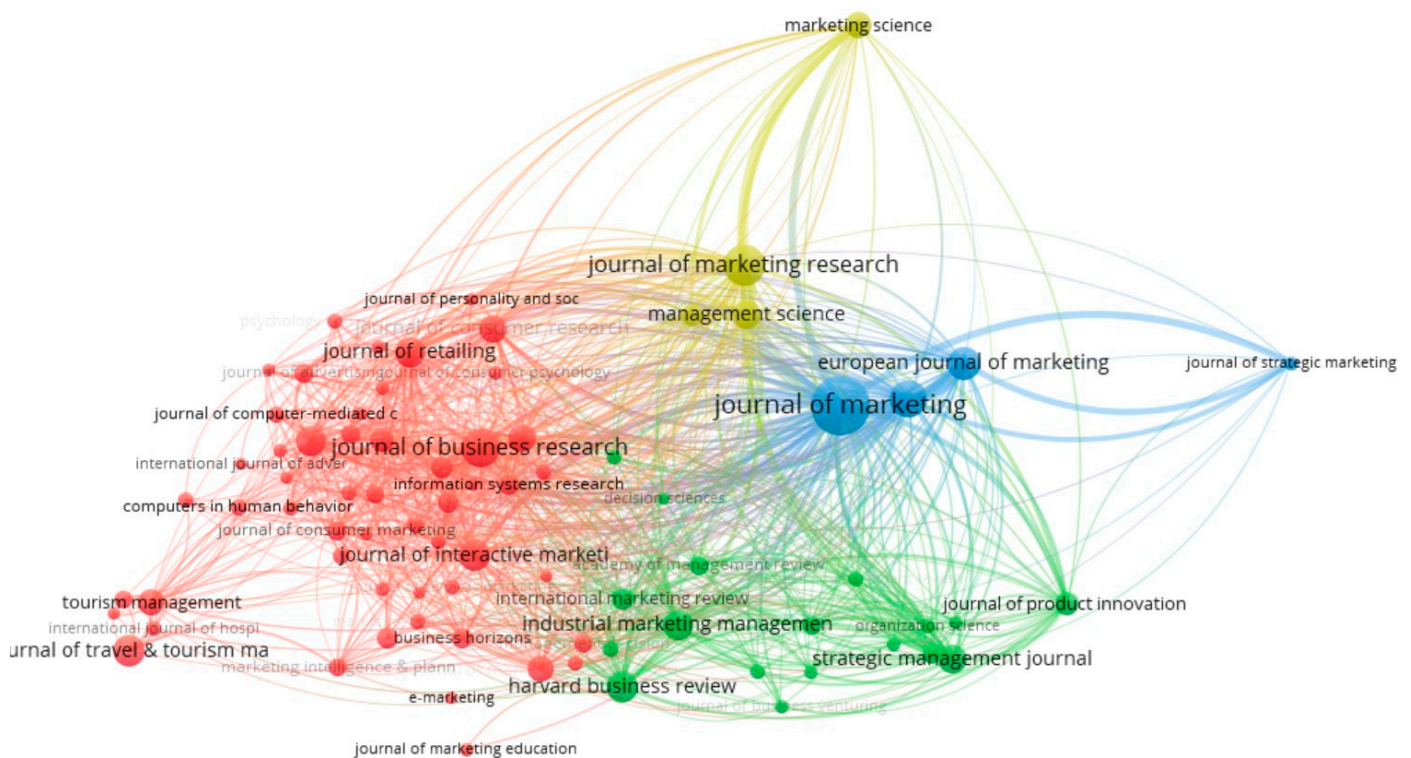 marketing science
journal of marketing research
journal of personality and soc
management science
psychology
journal of consumer research
journal of retailing
european journal of marketing
journal of strategic marketing
journal of advertising
journal of consumer psychology
journal of marketing
journal of computer-mediated c
journal of business research
international journal of adver
information systems research
decision sciences
computers in human behavior
journal of consumer marketing
journal of interactive marketi
academy of management review
international marketing review
tourism management
journal of product innovation
industrial marketing managemen
organization science
international journal of hospi
business horizons
urnal of travel & tourism ma
strategic management journal
marketing intelligence & plann
harvard business review
e-marketing
journal of business venturing
journal of marketing education